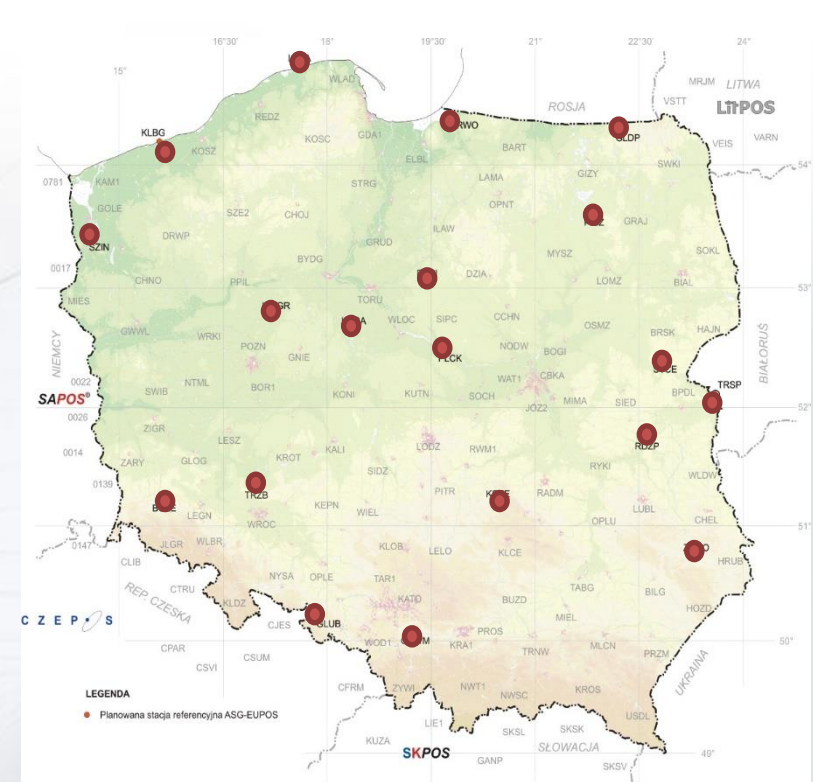 16°30'
18°
19°30'
21°
22°30'
24°
15°
WLAD
MRJM
LITWA
VSTT
LITPOS
ROSJA
REDZ
KLBG
KOSC
GDA1
RWO
GLDP
BART
VEIS
VARN
KOSZ
ELBL
SWKI
54°
0781
KAM1
LAMA
GIZY
STRG
GOLE
SZE2
CHOJ
OPNT
GRAJ
DRWP
ILAW
SZIN
GRUD
MYSZ
SOKL
BYDG
0017
CHNO
PPIL
DZIA
LOMZ
BIAL
53°
MIES
TORU
GR
WLOC
SIPC
CCHN
GWWL
WRKI
OSMZ
BRSK
HAJN
NIEMCY
POZN
GNIE
PLCK
NODW
BOGI
BIAŁORUŚ
0022
NTML
BOR1
WAT1
CBKA
TRSP
SAPOS®
SWIB
KONI
KUTN
SOCH
JOZ2
MIMA
SIED
BPDL
52°
0026
ZIGR
LESZ
LODZ
RWM1
RDZP
0014
ZARY
GLOG
KROT
KALI
SIDZ
RYKI
WLDW
0139
TRZB
KEPN
WIEL
PITR
RADM
LUBL
LEGN
WROC
OPLU
CHEL
51°
0147
JLGR
WLBR
KLOB
LELO
KLCE
HRUB
CLIB
NYSA
OPLE
TAR1
TABG
BILG
CTRU
KLDZ
KATO
BUZD
HOZD
REP. CZESKA
CZEPOS
CJES
GLUB
MIEL
WOD1
KRA1
PROS
50°
CPAR
CSUM
TRNW
MLCN
PRZM
CSVI
UKRAINA
LEGENDA
CFRM
ZYWI
NWT1
NWSC
KROS
Planowana stacja referencyjna ASG-EUPOS
LIE1
USDL
KUZA
SKSL
SKSK
SKPOS
SŁOWACJA
49°
GANP
SKSV